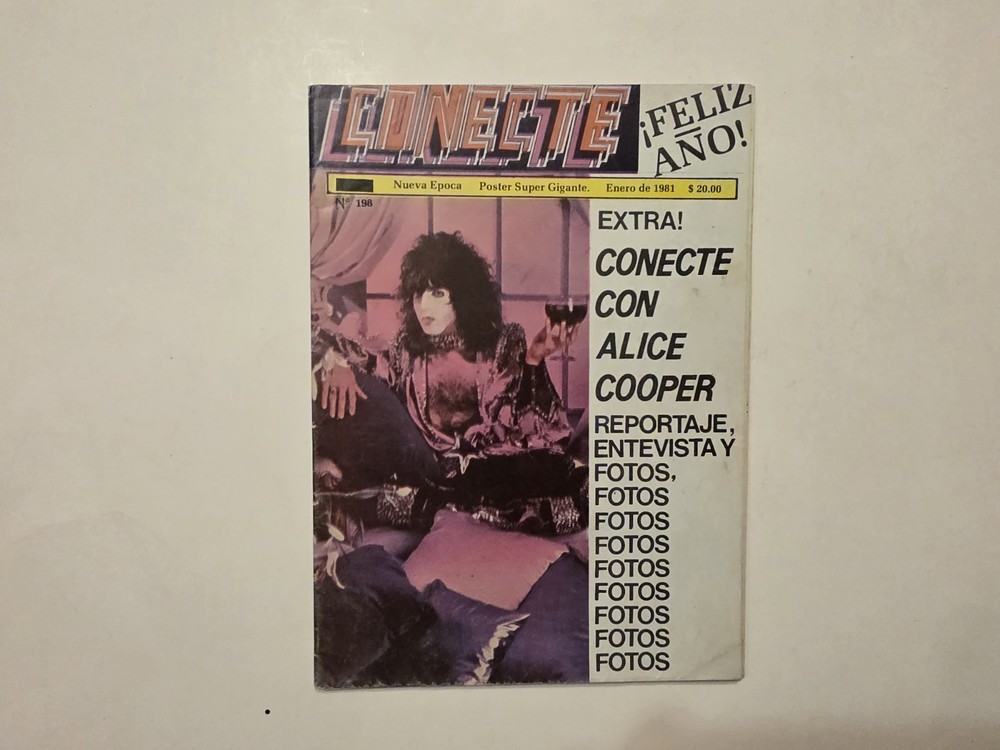 CONECTE
¡FELIZ
AÑO!
Nueva Epoca Poster Super Gigante. Enero de 1981 $ 20.00
Nº 198
EXTRA!
CONECTE
CON
ALICE
COOPER
REPORTAJE,
ENTREVISTA Y
FOTOS,
FOTOS
FOTOS
FOTOS
FOTOS
FOTOS
FOTOS
FOTOS
FOTOS